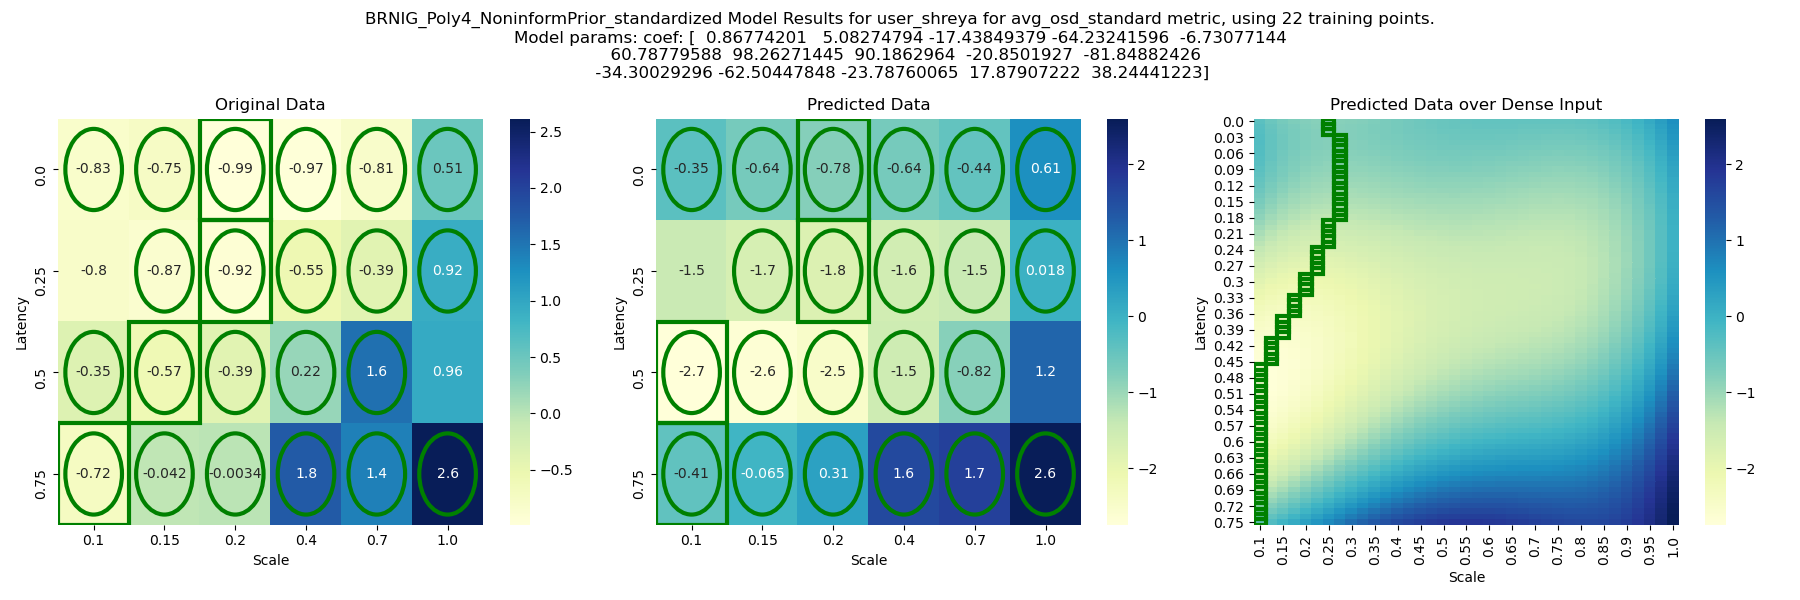 BRNIG_Poly4_NoninformPrior_standardized Model Results for user_shreya for avg_osd_standard metric, using 22 training points.
Model params: coef: [ 0.86774201 5.08274794 -17.43849379 -64.23241596 -6.73077144
60.78779588 98.26271445 90.1862964 -20.8501927 -81.84882426
-34.30029296 -62.50447848 -23.78760065 17.87907222 38.24441223]
Original Data
-0.83 -0.75 -0.99 -0.97 -0.81 0.51
-0.8 -0.87 -0.92 -0.55 -0.39 0.92
-0.35 -0.57 -0.39 0.22 1.6 0.96
-0.72 -0.042 -0.0034 1.8 1.4 2.6
0.0
0.25
0.5
0.75
Latency
0.1 0.15 0.2 0.4 0.7 1.0
Scale
2.5
2.0
1.5
1.0
0.5
0.0
−0.5
Predicted Data
-0.35 -0.64 -0.78 -0.64 -0.44 0.61
-1.5 -1.7 -1.8 -1.6 -1.5 0.018
-2.7 -2.6 -2.5 -1.5 -0.82 1.2
-0.41 -0.065 0.31 1.6 1.7 2.6
0.0
0.25
0.5
0.75
Latency
0.1 0.15 0.2 0.4 0.7 1.0
Scale
2
1
0
−1
−2
Predicted Data over Dense Input
0.0
0.03
0.06
0.09
0.12
0.15
0.18
0.21
0.24
0.27
0.3
0.33
0.36
0.39
0.42
0.45
0.48
0.51
0.54
0.57
0.6
0.63
0.66
0.69
0.72
0.75
Latency
0.1 0.15 0.2 0.25 0.3 0.35 0.4 0.45 0.5 0.55 0.6 0.65 0.7 0.75 0.8 0.85 0.9 0.95 1.0
Scale
2
1
0
−1
−2